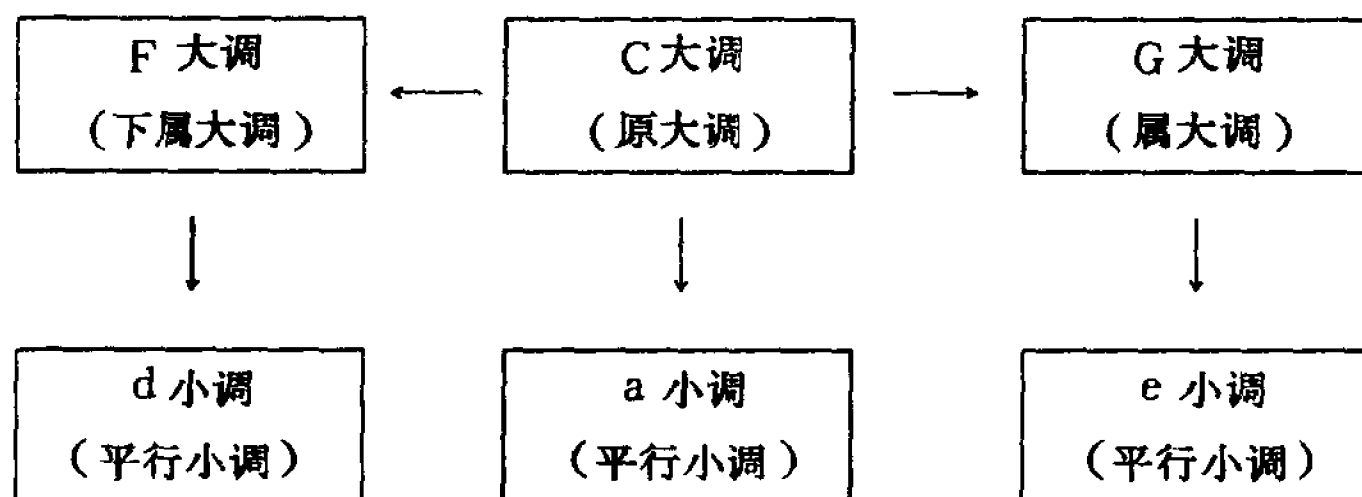 F 大调
(下属大调)
C 大调
(原大调)
G 大调
(属大调)
d 小调
(平行小调)
a 小调
(平行小调)
e 小调
(平行小调)